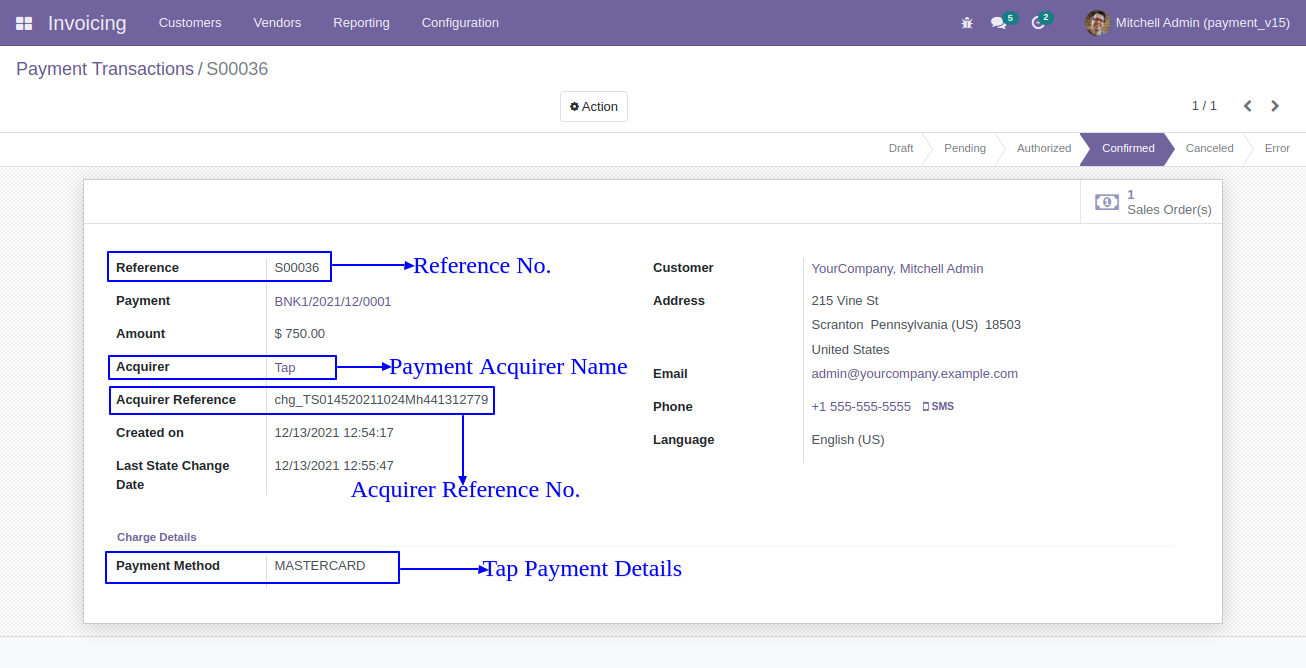 Invoicing Customers Vendors Reporting Configuration 5 2 Mitchell Admin (payment_v15)
Payment Transactions / S00036
Action 1 / 1
Draft Pending Authorized Confirmed Canceled Error
1
Sales Order(s)
Reference S00036 Reference No.
Payment BNK1/2021/12/0001
Amount $ 750.00
Acquirer Tap Payment Acquirer Name
Acquirer Reference chg_TS014520211024Mh441312779
Created on 12/13/2021 12:54:17
Last State Change 12/13/2021 12:55:47
Date
Acquirer Reference No.
Customer YourCompany, Mitchell Admin
Address 215 Vine St
Scranton Pennsylvania (US) 18503
United States
Email admin@yourcompany.example.com
Phone +1 555-555-5555 SMS
Language English (US)
Charge Details
Payment Method MASTERCARD Tap Payment Details